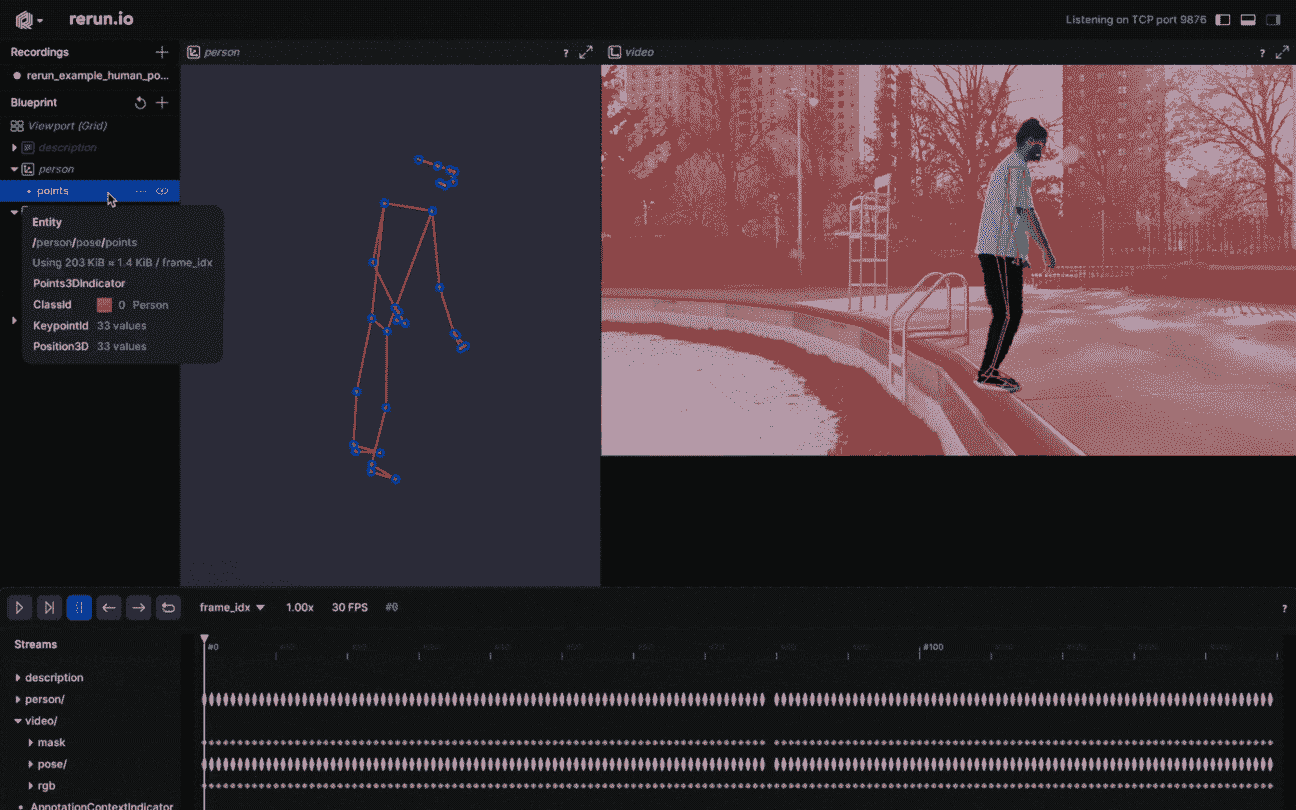 rerun.io
Listening on TCP port 9876
Recordings
rerun_example_human_po...
Blueprint
Viewport (Grid)
description
person
points
Entity
/person/pose/points
Using 203 KiB ≈ 1.4 KiB / frame_idx
Points3DIndicator
ClassId 0 Person
KeypointId 33 values
Position3D 33 values
person ?
video ?
frame_idx 1.00x 30 FPS #0 ?
Streams
#0 #100
description
person/
video/
mask
pose/
rgb
AnnotationContextIndicator